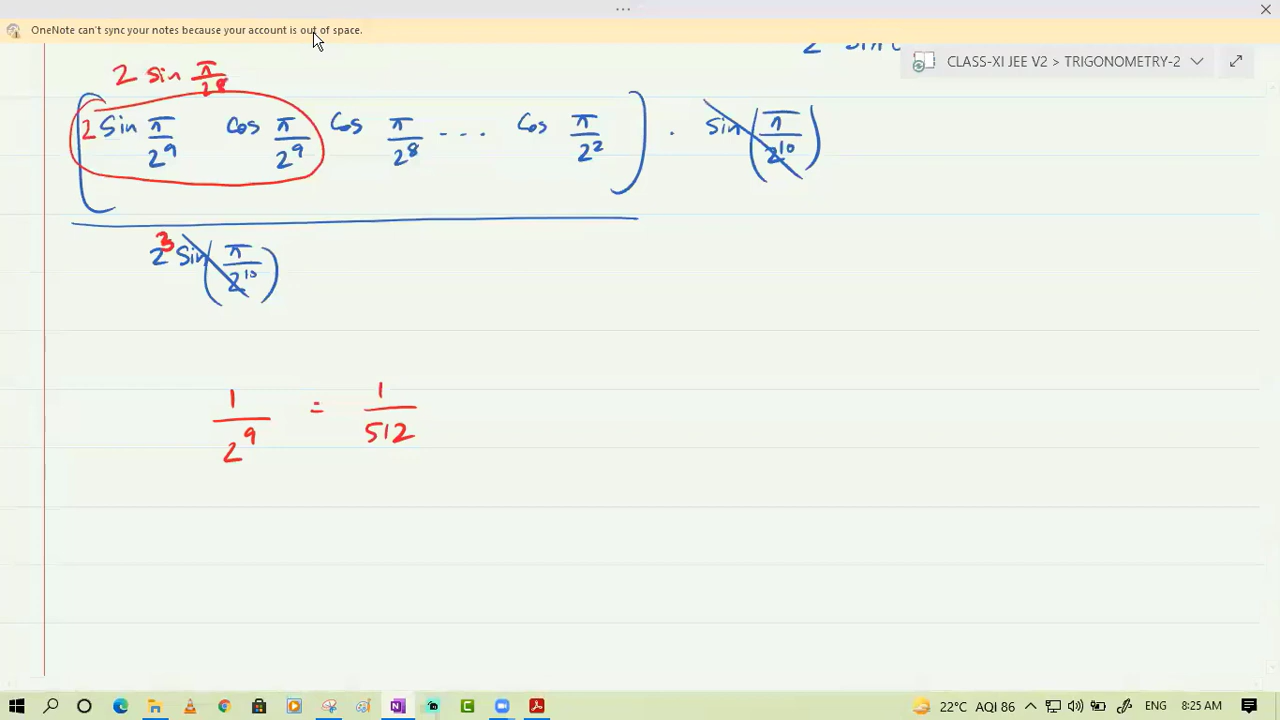 OneNote can't sync your notes because your account is out of space.
CLASS-XI JEE V2 > TRIGONOMETRY-2
2 sin π/2⁸
[2 Sin π/2⁹ Cos π/2⁹ Cos π/2⁸ - - - Cos π/2²] · sin(π/2¹⁰)
2³ Sin(π/2¹⁰)
1/2⁹ = 1/512
22°C AQI 86 ENG 8:25 AM